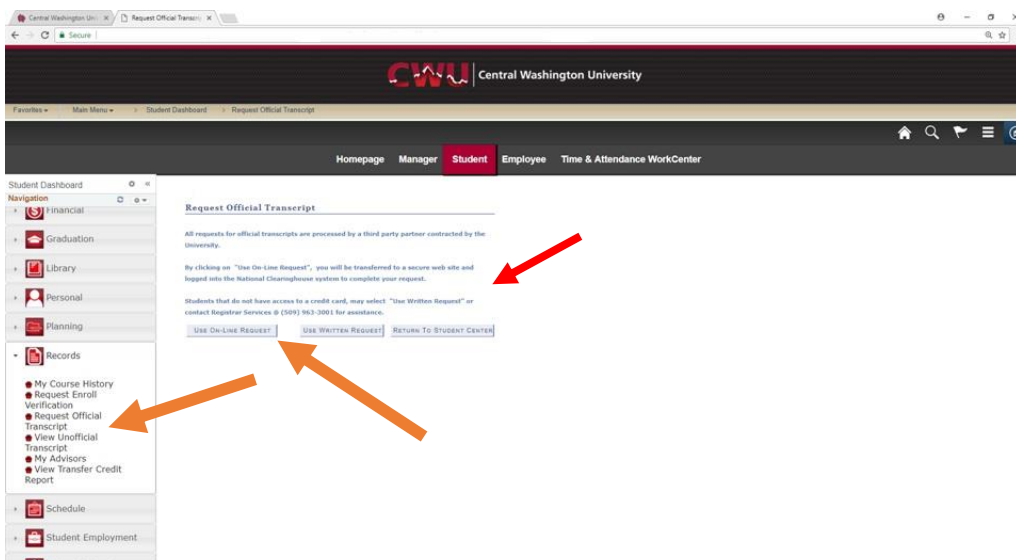 Central Washington Uni
Request Official Transcri
Secure
CWU Central Washington University
Favorites
Main Menu
Student Dashboard
Request Official Transcript
Homepage
Manager
Student
Employee
Time & Attendance WorkCenter
Student Dashboard
Navigation
Financial
Graduation
Library
Personal
Planning
Records
My Course History
Request Enroll
Verification
Request Official
Transcript
View Unofficial
Transcript
My Advisors
View Transfer Credit
Report
Schedule
Student Employment
Request Official Transcript
All requests for official transcripts are processed by a third party partner contracted by the
University.
By clicking on "Use On-Line Request", you will be transferred to a secure web site and
logged into the National Clearinghouse system to complete your request.
Students that do not have access to a credit card, may select "Use Written Request" or
contact Registrar Services @ (509) 963-3001 for assistance.
Use On-Line Request
Use Written Request
Return To Student Center